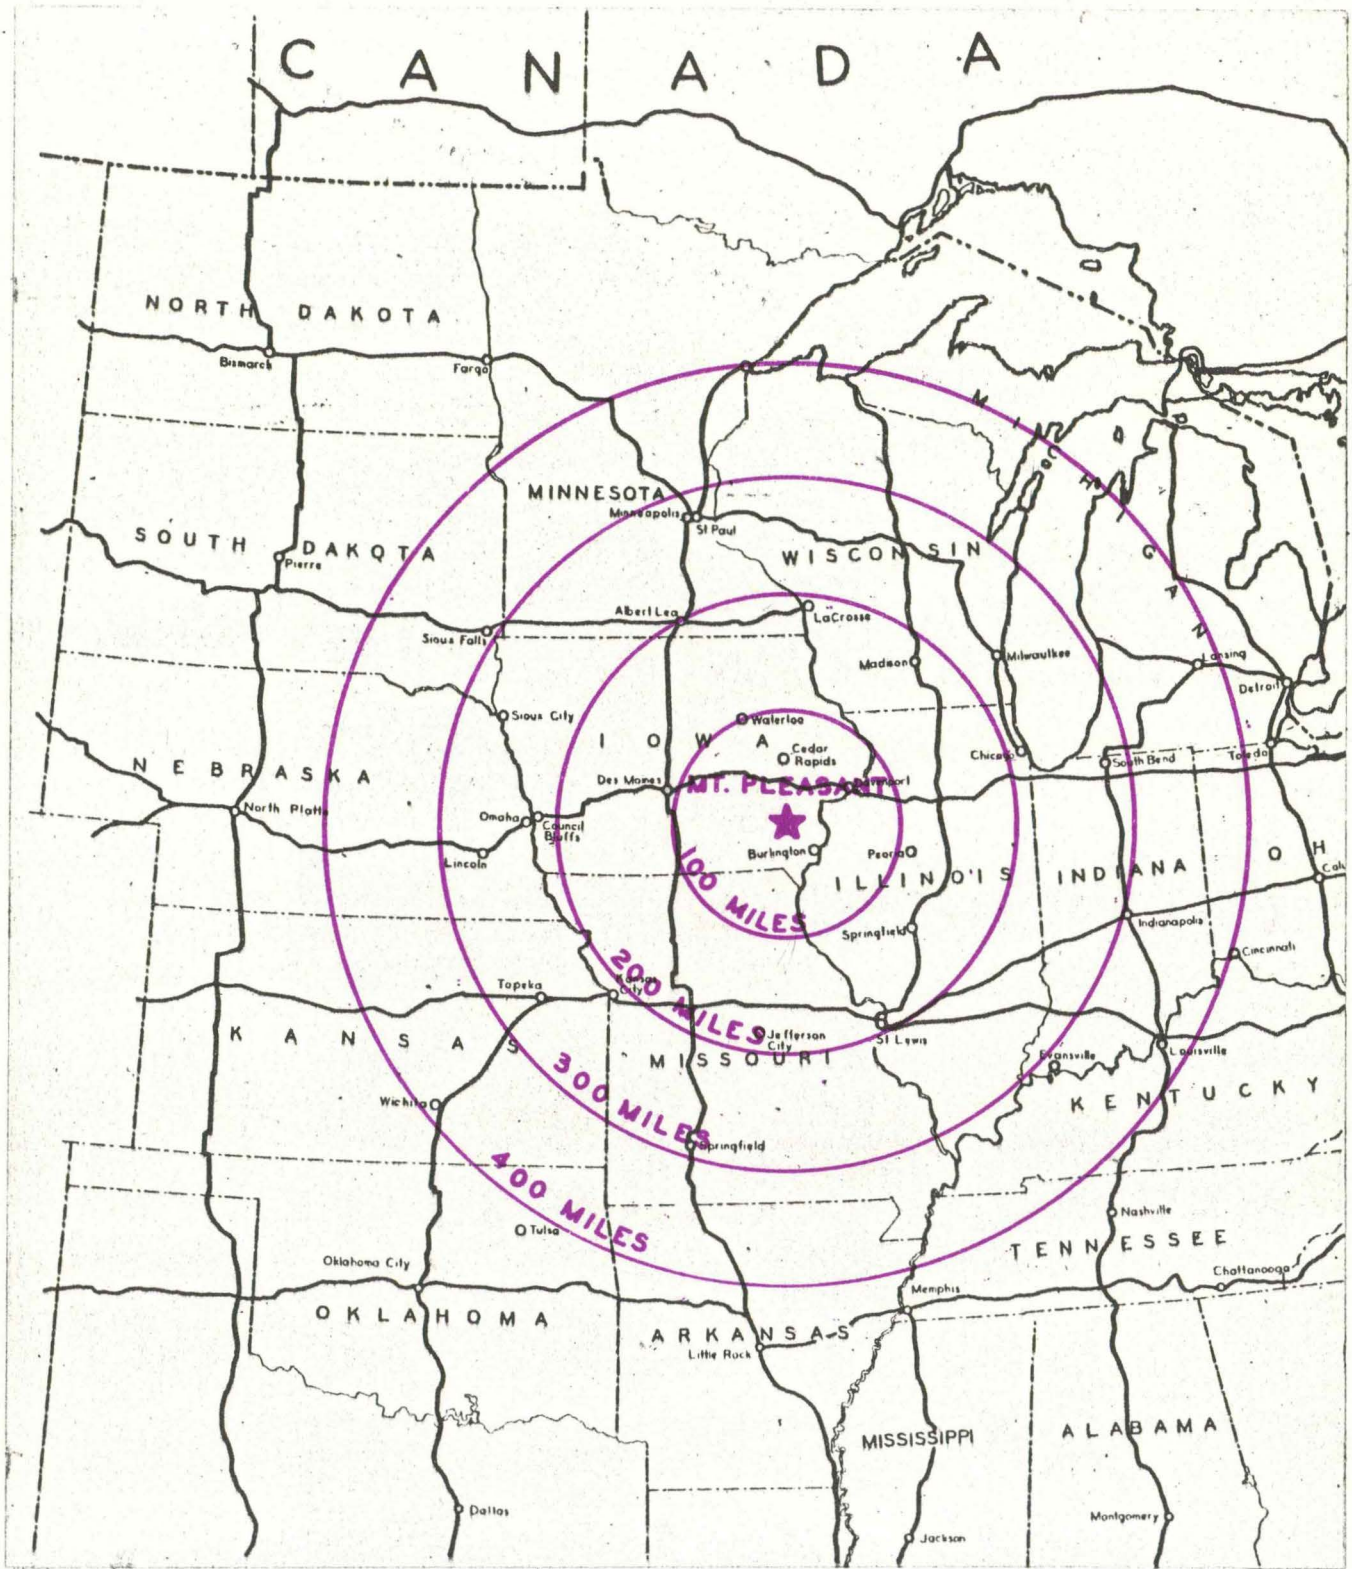 CANADA
NORTH DAKOTA
Bismarck
Fargo
MICHIGAN
MINNESOTA
Minneapolis
St Paul
SOUTH DAKOTA
Pierre
WISCONSIN
Albert Lea
LaCrosse
Sioux Falls
Madison
Milwaukee
Lansing
Detroit
Sioux City
Waterloo
IOWA
Cedar
Rapids
Chicago
South Bend
Toledo
NEBRASKA
Des Moines
MT. PLEASANT
Davenport
North Platte
Omaha
Council
Bluffs
Lincoln
Burlington
Peoria
OH
ILLINOIS
INDIANA
Colu
100 MILES
Springfield
Indianapolis
Cincinnati
200 MILES
Kansas
City
Topeka
KANSAS
Jefferson
City
St Lewis
MISSOURI
Evansville
Louisville
300 MILES
KENTUCKY
Wichita
Springfield
400 MILES
Tulsa
Nashville
TENNESSEE
Oklahoma City
Chattanooga
Memphis
OKLAHOMA
ARKANSAS
Little Rock
MISSISSIPPI
ALABAMA
Dallas
Montgomery
Jackson